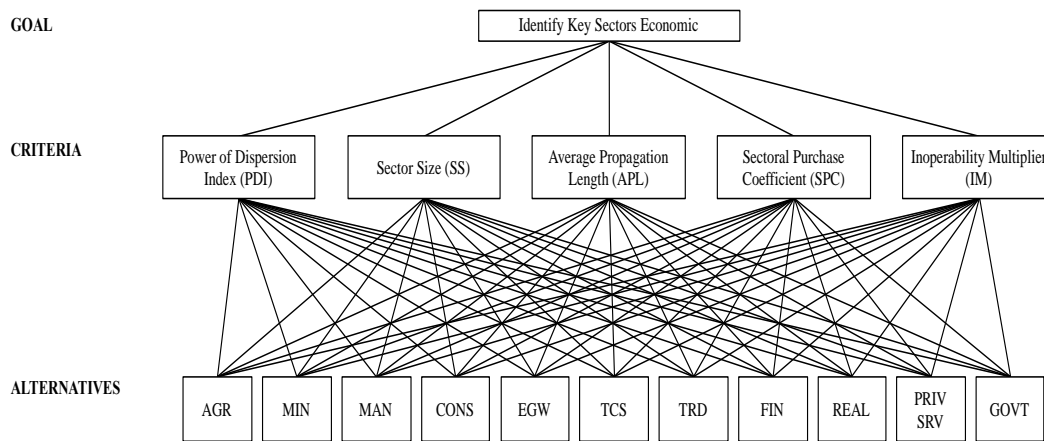 GOAL
Identify Key Sectors Economic
CRITERIA
Power of Dispersion
Index (PDI)
Sector Size (SS)
Average Propagation
Length (APL)
Sectoral Purchase
Coefficient (SPC)
Inoperability Multiplier
(IM)
ALTERNATIVES
AGR
MIN
MAN
CONS
EGW
TCS
TRD
FIN
REAL
PRIV
SRV
GOVT